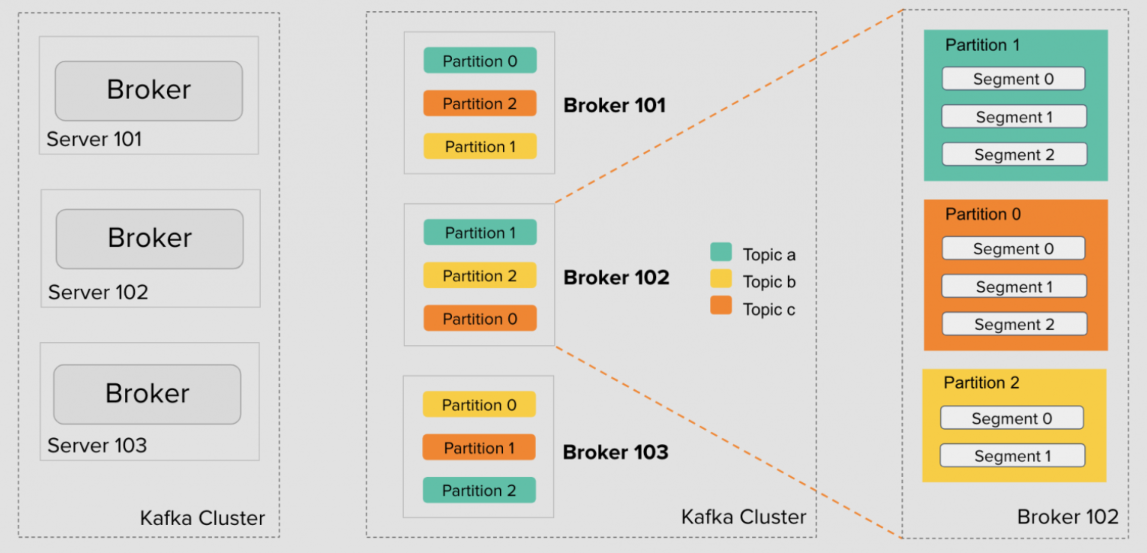 Broker
Server 101
Broker
Server 102
Broker
Server 103
Kafka Cluster
Partition 0
Partition 2
Partition 1
Broker 101
Partition 1
Partition 2
Partition 0
Broker 102
Partition 0
Partition 1
Partition 2
Broker 103
Topic a
Topic b
Topic c
Kafka Cluster
Partition 1
Segment 0
Segment 1
Segment 2
Partition 0
Segment 0
Segment 1
Segment 2
Partition 2
Segment 0
Segment 1
Broker 102